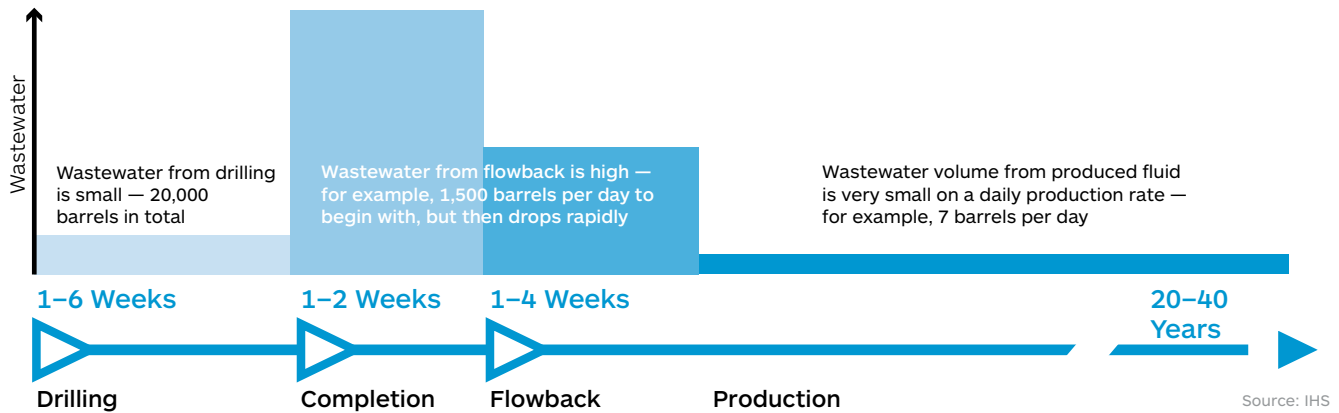 Wastewater
Wastewater from drilling
is small — 20,000
barrels in total
Wastewater from flowback is high —
for example, 1,500 barrels per day to
begin with, but then drops rapidly
Wastewater volume from produced fluid
is very small on a daily production rate —
for example, 7 barrels per day
1–6 Weeks
1–2 Weeks
1–4 Weeks
20–40
Years
Drilling
Completion
Flowback
Production
Source: IHS